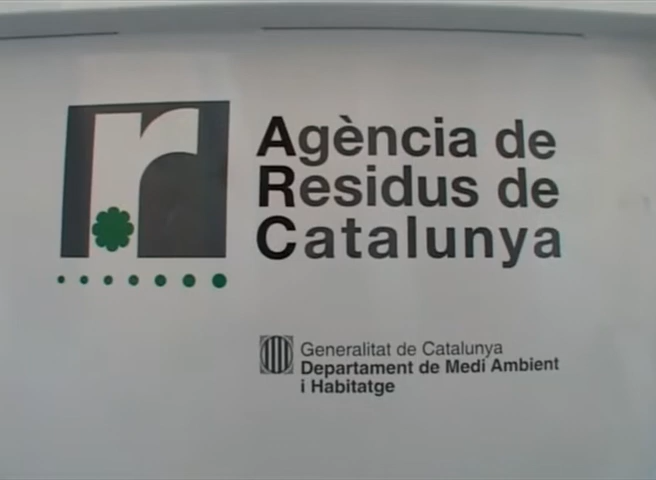 r
Agència de
Residus de
Catalunya
Generalitat de Catalunya
Departament de Medi Ambient
i Habitatge